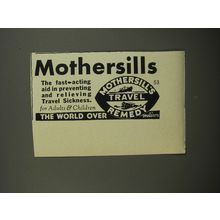 Mothersills
The fast-acting
aid in preventing
and relieving
Travel Sickness.
for Adults & Children
THE WORLD OVER
53
MOTHERSILL'S
TRAVEL
REMEDY